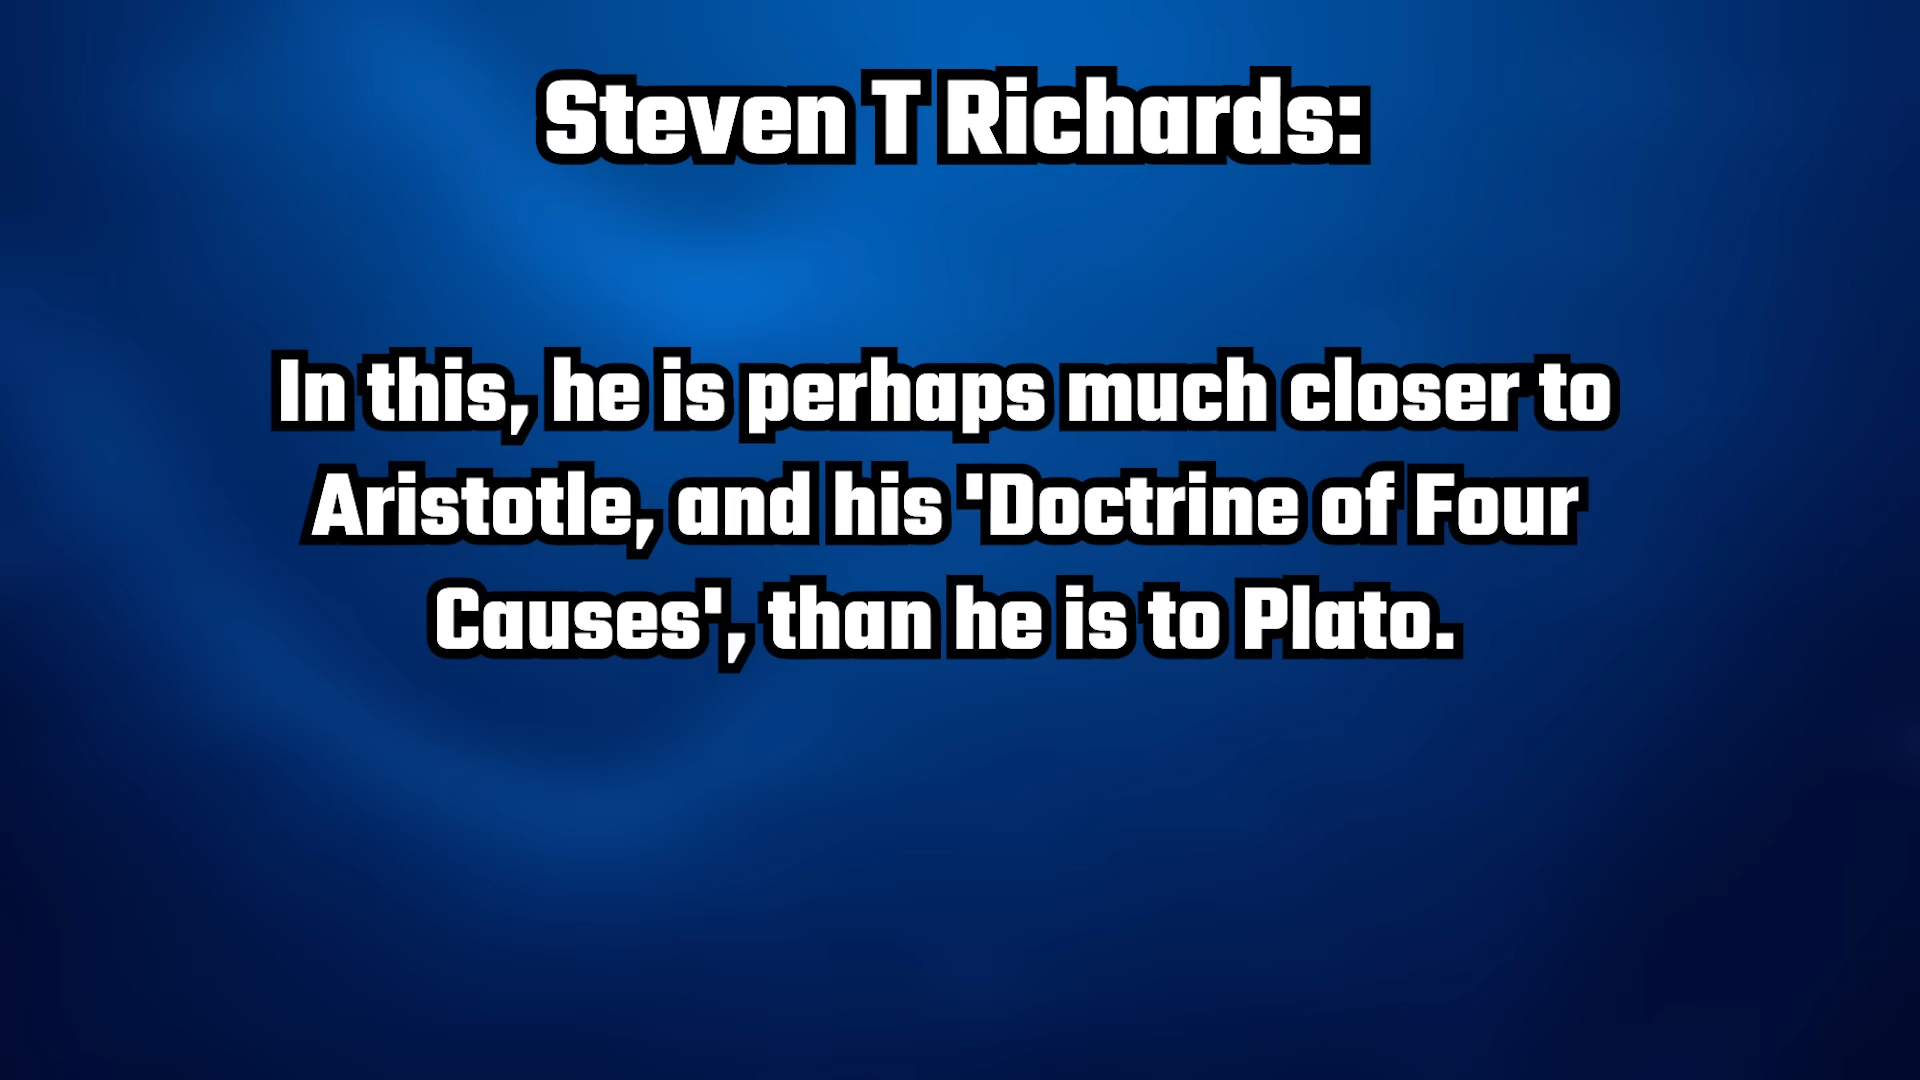 Steven T Richards:
In this, he is perhaps much closer to
Aristotle, and his 'Doctrine of Four
Causes', than he is to Plato.